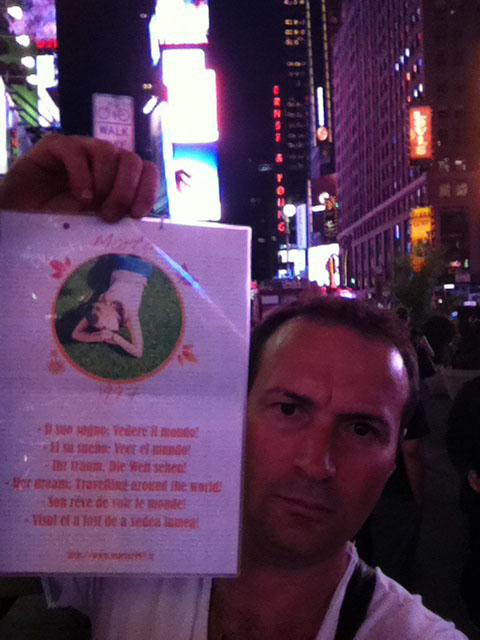 WALK
ERNST & YOUNG
1977
- Il suo sogno: Vedere il mondo!
- El su sueño: Veer el mundo!
Ihr traum, Die Welt sehen!
- Her dream: Travelling around the world!
Son rêve de voir le monde!
- Visul ei a fost de a vedea lumea!